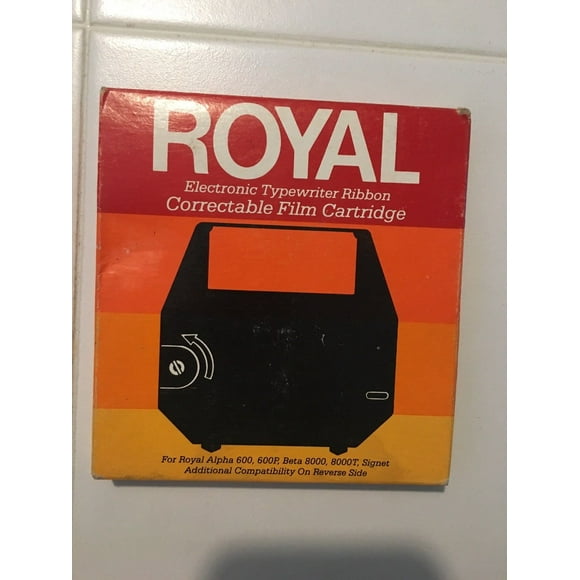 ROYAL
Electronic Typewriter Ribbon
Correctable Film Cartridge
For Royal Alpha 600, 600P, Beta 8000, 8000T, Signet
Additional Compatibility On Reverse Side